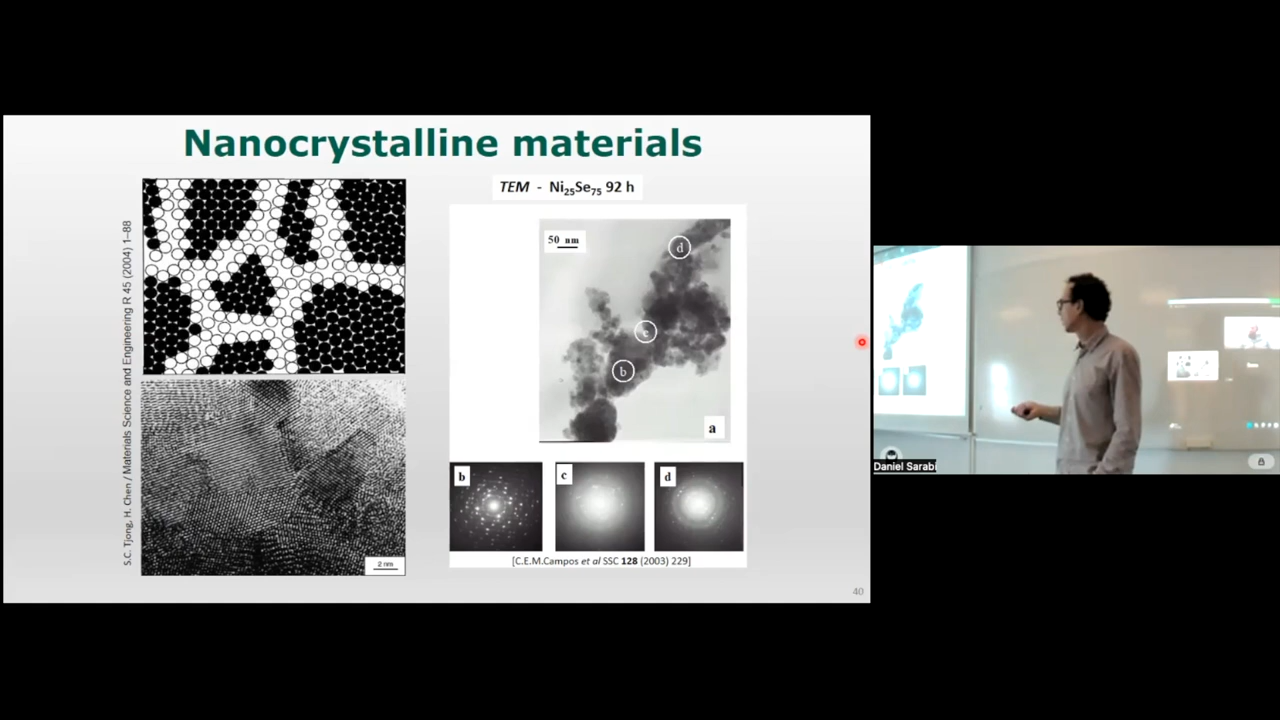 Nanocrystalline materials
S.C. Tjong, H. Chen / Materials Science and Engineering R 45 (2004) 1–88
2 nm
TEM - Ni₂₅Se₇₅ 92 h
50 nm
d
c
b
a
b
c
d
[C.E.M.Campos et al SSC 128 (2003) 229]
40
Daniel Sarabi